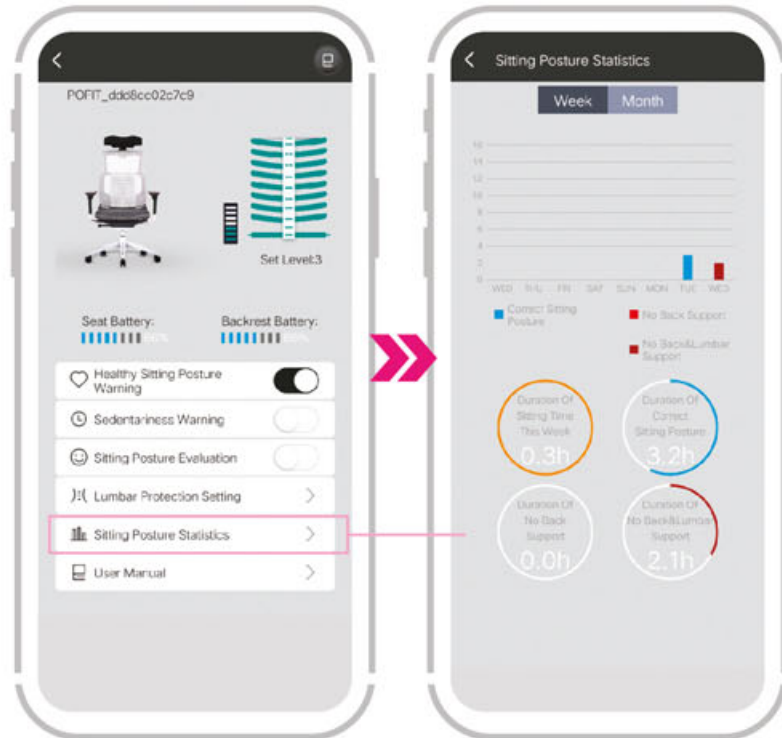 POFIT_ddd8cc02c7c9
Set Level:3
Seat Battery:
Backrest Battery:
66%
Healthy Sitting Posture
Warning
Sedentariness Warning
Sitting Posture Evaluation
Lumbar Protection Setting
Sitting Posture Statistics
User Manual
Sitting Posture Statistics
Week Month
16
14
12
10
8
6
4
2
0
WED THU FRI SAT SUN MON TUE WED
Correct Sitting
Posture
No Back Support
No Back&Lumbar
Support
Duration Of
Sitting Time
This Week
0.3h
Duration Of
Correct
Sitting Posture
3.2h
Duration Of
No Back
Support
0.0h
Duration Of
No Back&Lumbar
Support
2.1h